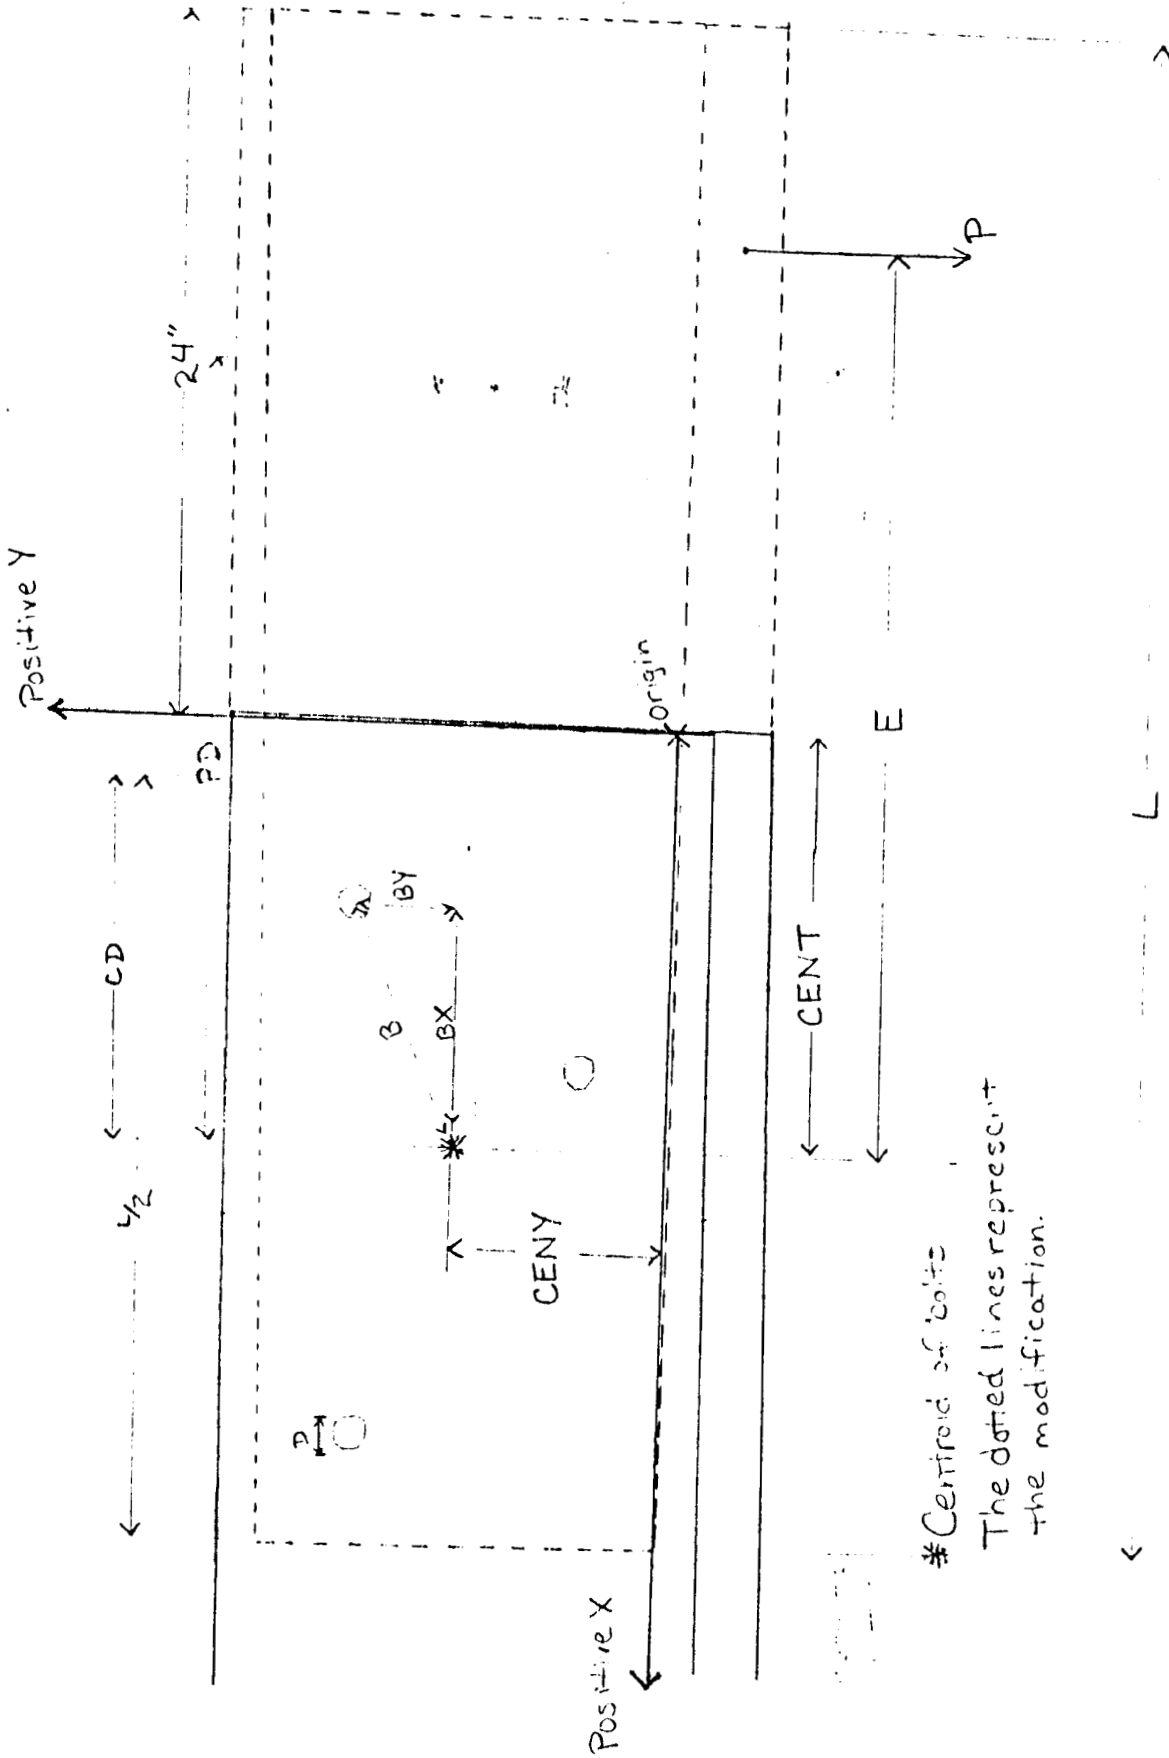 Positive Y
24"
CD
PD
L/2
BY
B
BX
D
CENY
Origin
CENT
E
P
L
Positive X
*Centroid of bolts
The dotted lines represent
the modification.